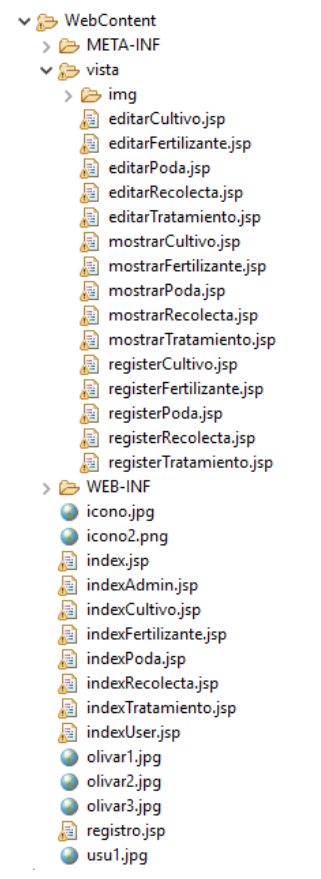 WebContent
META-INF
vista
img
editarCultivo.jsp
editarFertilizante.jsp
editarPoda.jsp
editarRecolecta.jsp
editarTratamiento.jsp
mostrarCultivo.jsp
mostrarFertilizante.jsp
mostrarPoda.jsp
mostrarRecolecta.jsp
mostrarTratamiento.jsp
registerCultivo.jsp
registerFertilizante.jsp
registerPoda.jsp
registerRecolecta.jsp
registerTratamiento.jsp
WEB-INF
icono.jpg
icono2.png
index.jsp
indexAdmin.jsp
indexCultivo.jsp
indexFertilizante.jsp
indexPoda.jsp
indexRecolecta.jsp
indexTratamiento.jsp
indexUser.jsp
olivar1.jpg
olivar2.jpg
olivar3.jpg
registro.jsp
usu1.jpg